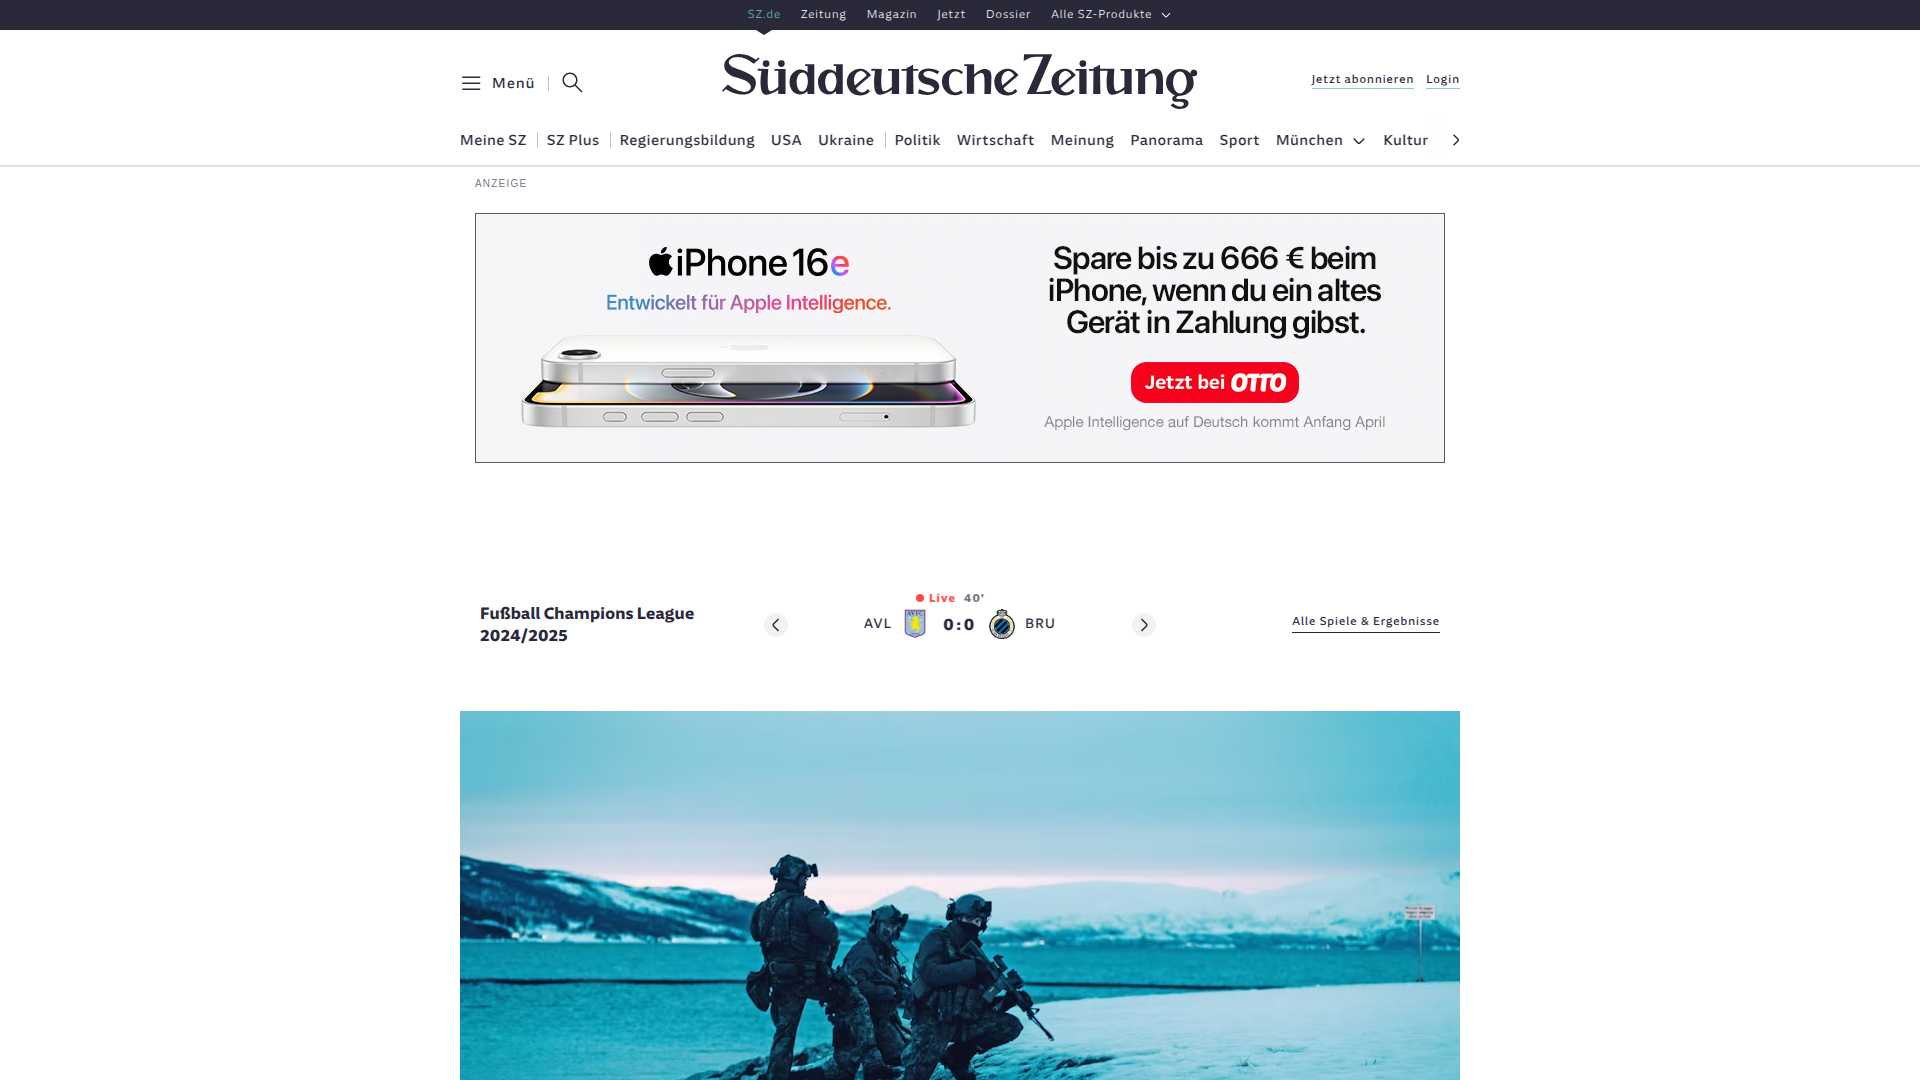 SZ.de Zeitung Magazin Jetzt Dossier Alle SZ-Produkte
Menü
Süddeutsche Zeitung
Jetzt abonnieren Login
Meine SZ SZ Plus Regierungsbildung USA Ukraine Politik Wirtschaft Meinung Panorama Sport München Kultur
ANZEIGE
iPhone 16e
Entwickelt für Apple Intelligence.
Spare bis zu 666 € beim
iPhone, wenn du ein altes
Gerät in Zahlung gibst.
Jetzt bei OTTO
Apple Intelligence auf Deutsch kommt Anfang April
Fußball Champions League
2024/2025
Live 40'
AVL 0:0 BRU
Alle Spiele & Ergebnisse